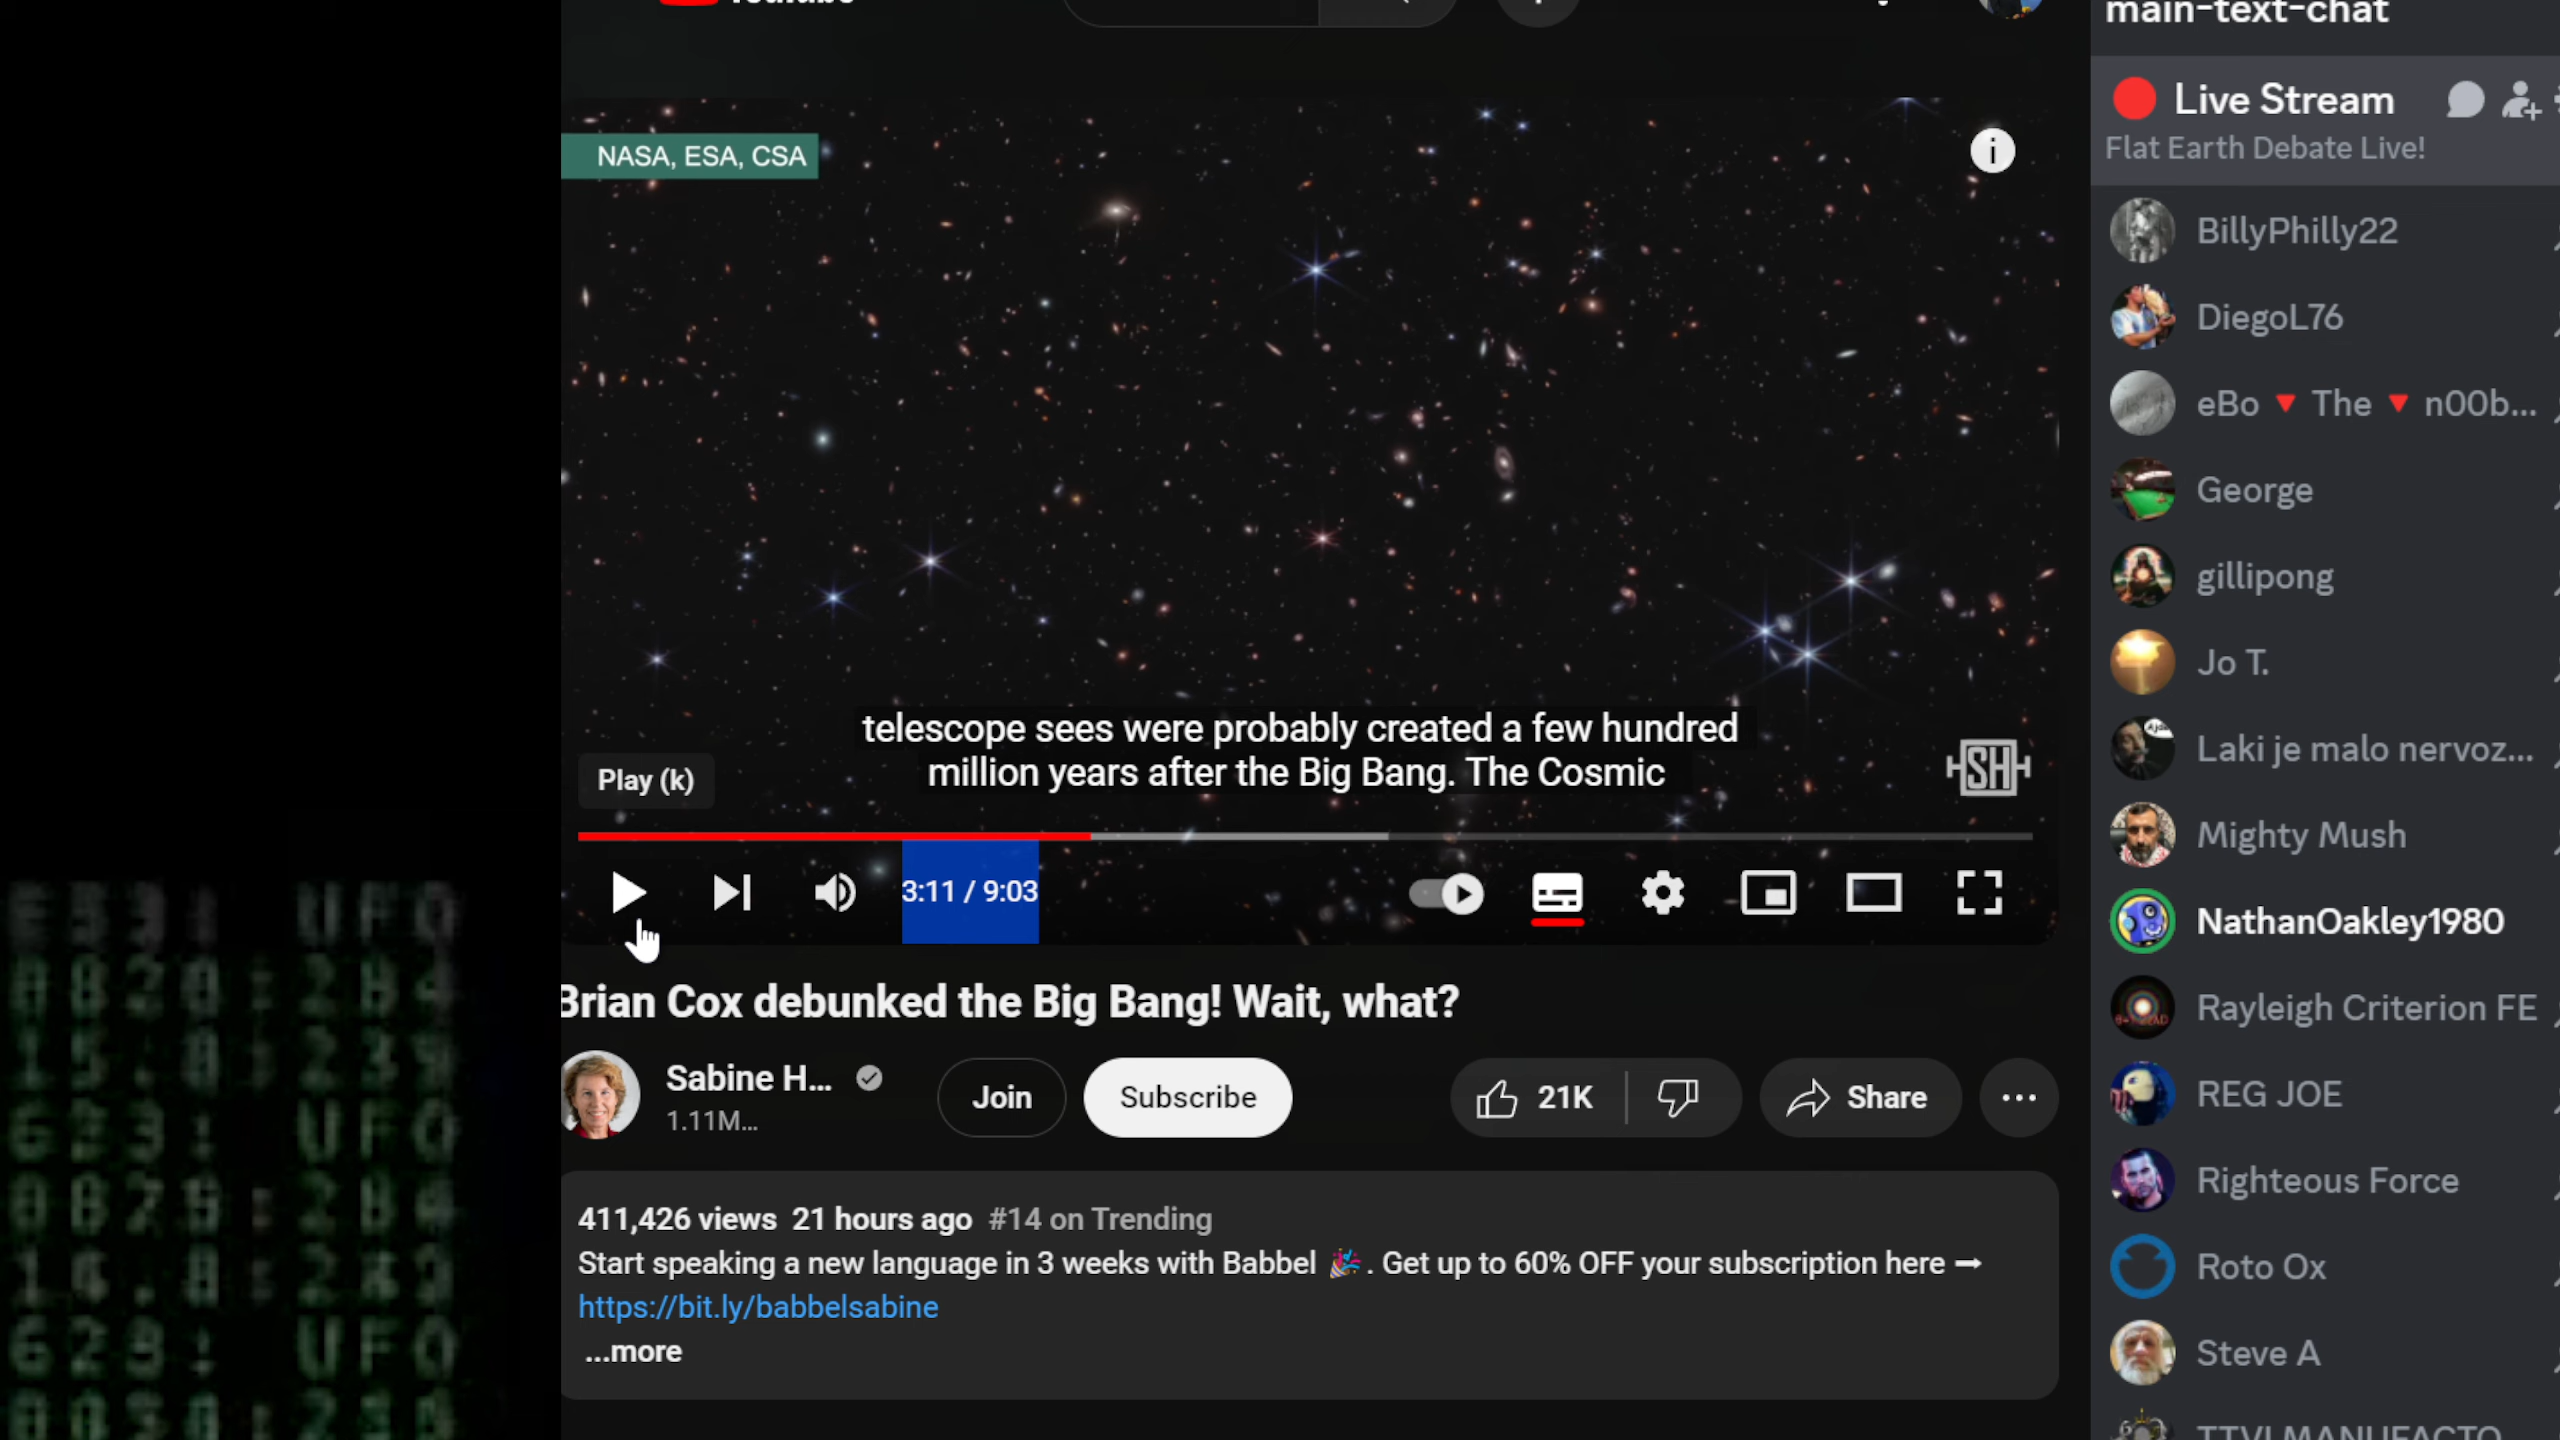 main-text-chat
Live Stream
Flat Earth Debate Live!
NASA, ESA, CSA
BillyPhilly22
DiegoL76
eBo 🔻 The 🔻 n00b...
George
gillipong
Jo T.
Laki je malo nervoz...
Mighty Mush
NathanOakley1980
Rayleigh Criterion FE
REG JOE
Righteous Force
Roto Ox
Steve A
telescope sees were probably created a few hundred
million years after the Big Bang. The Cosmic
SH
Play (k)
3:11 / 9:03
Brian Cox debunked the Big Bang! Wait, what?
Sabine H...
1.11M...
Join
Subscribe
21K
Share
411,426 views 21 hours ago #14 on Trending
Start speaking a new language in 3 weeks with Babbel 🎉. Get up to 60% OFF your subscription here ➞
https://bit.ly/babbelsabine
...more